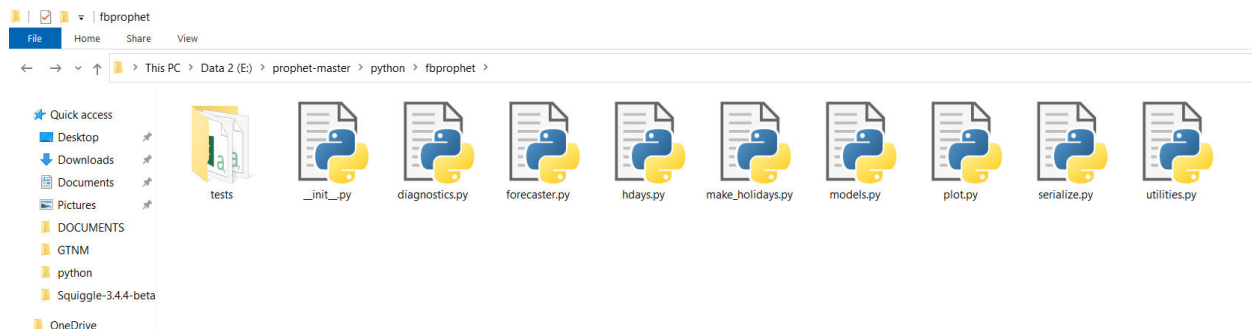 fbprophet
File Home Share View
This PC > Data 2 (E:) > prophet-master > python > fbprophet >
Quick access
Desktop
Downloads
Documents
Pictures
DOCUMENTS
GTNM
python
Squiggle-3.4.4-beta
OneDrive
tests __init__.py diagnostics.py forecaster.py hdays.py make_holidays.py models.py plot.py serialize.py utilities.py